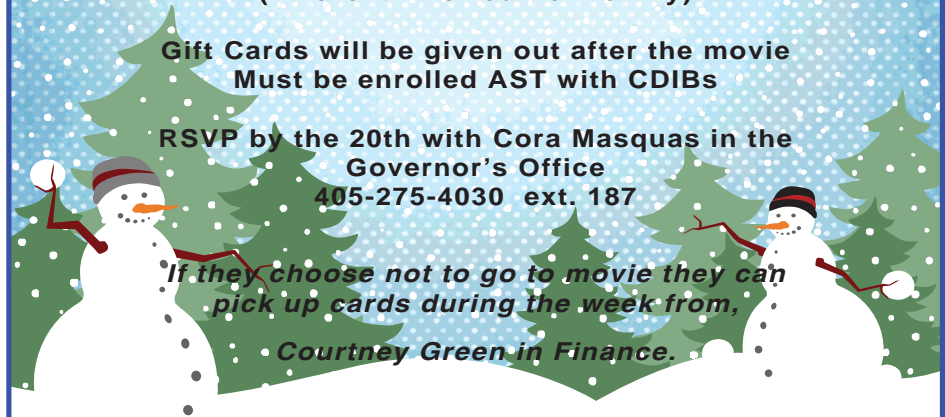 Gift Cards will be given out after the movie
Must be enrolled AST with CDIBs
RSVP by the 20th with Cora Masquas in the
Governor's Office
405-275-4030 ext. 187
If they choose not to go to movie they can
pick up cards during the week from,
Courtney Green in Finance.